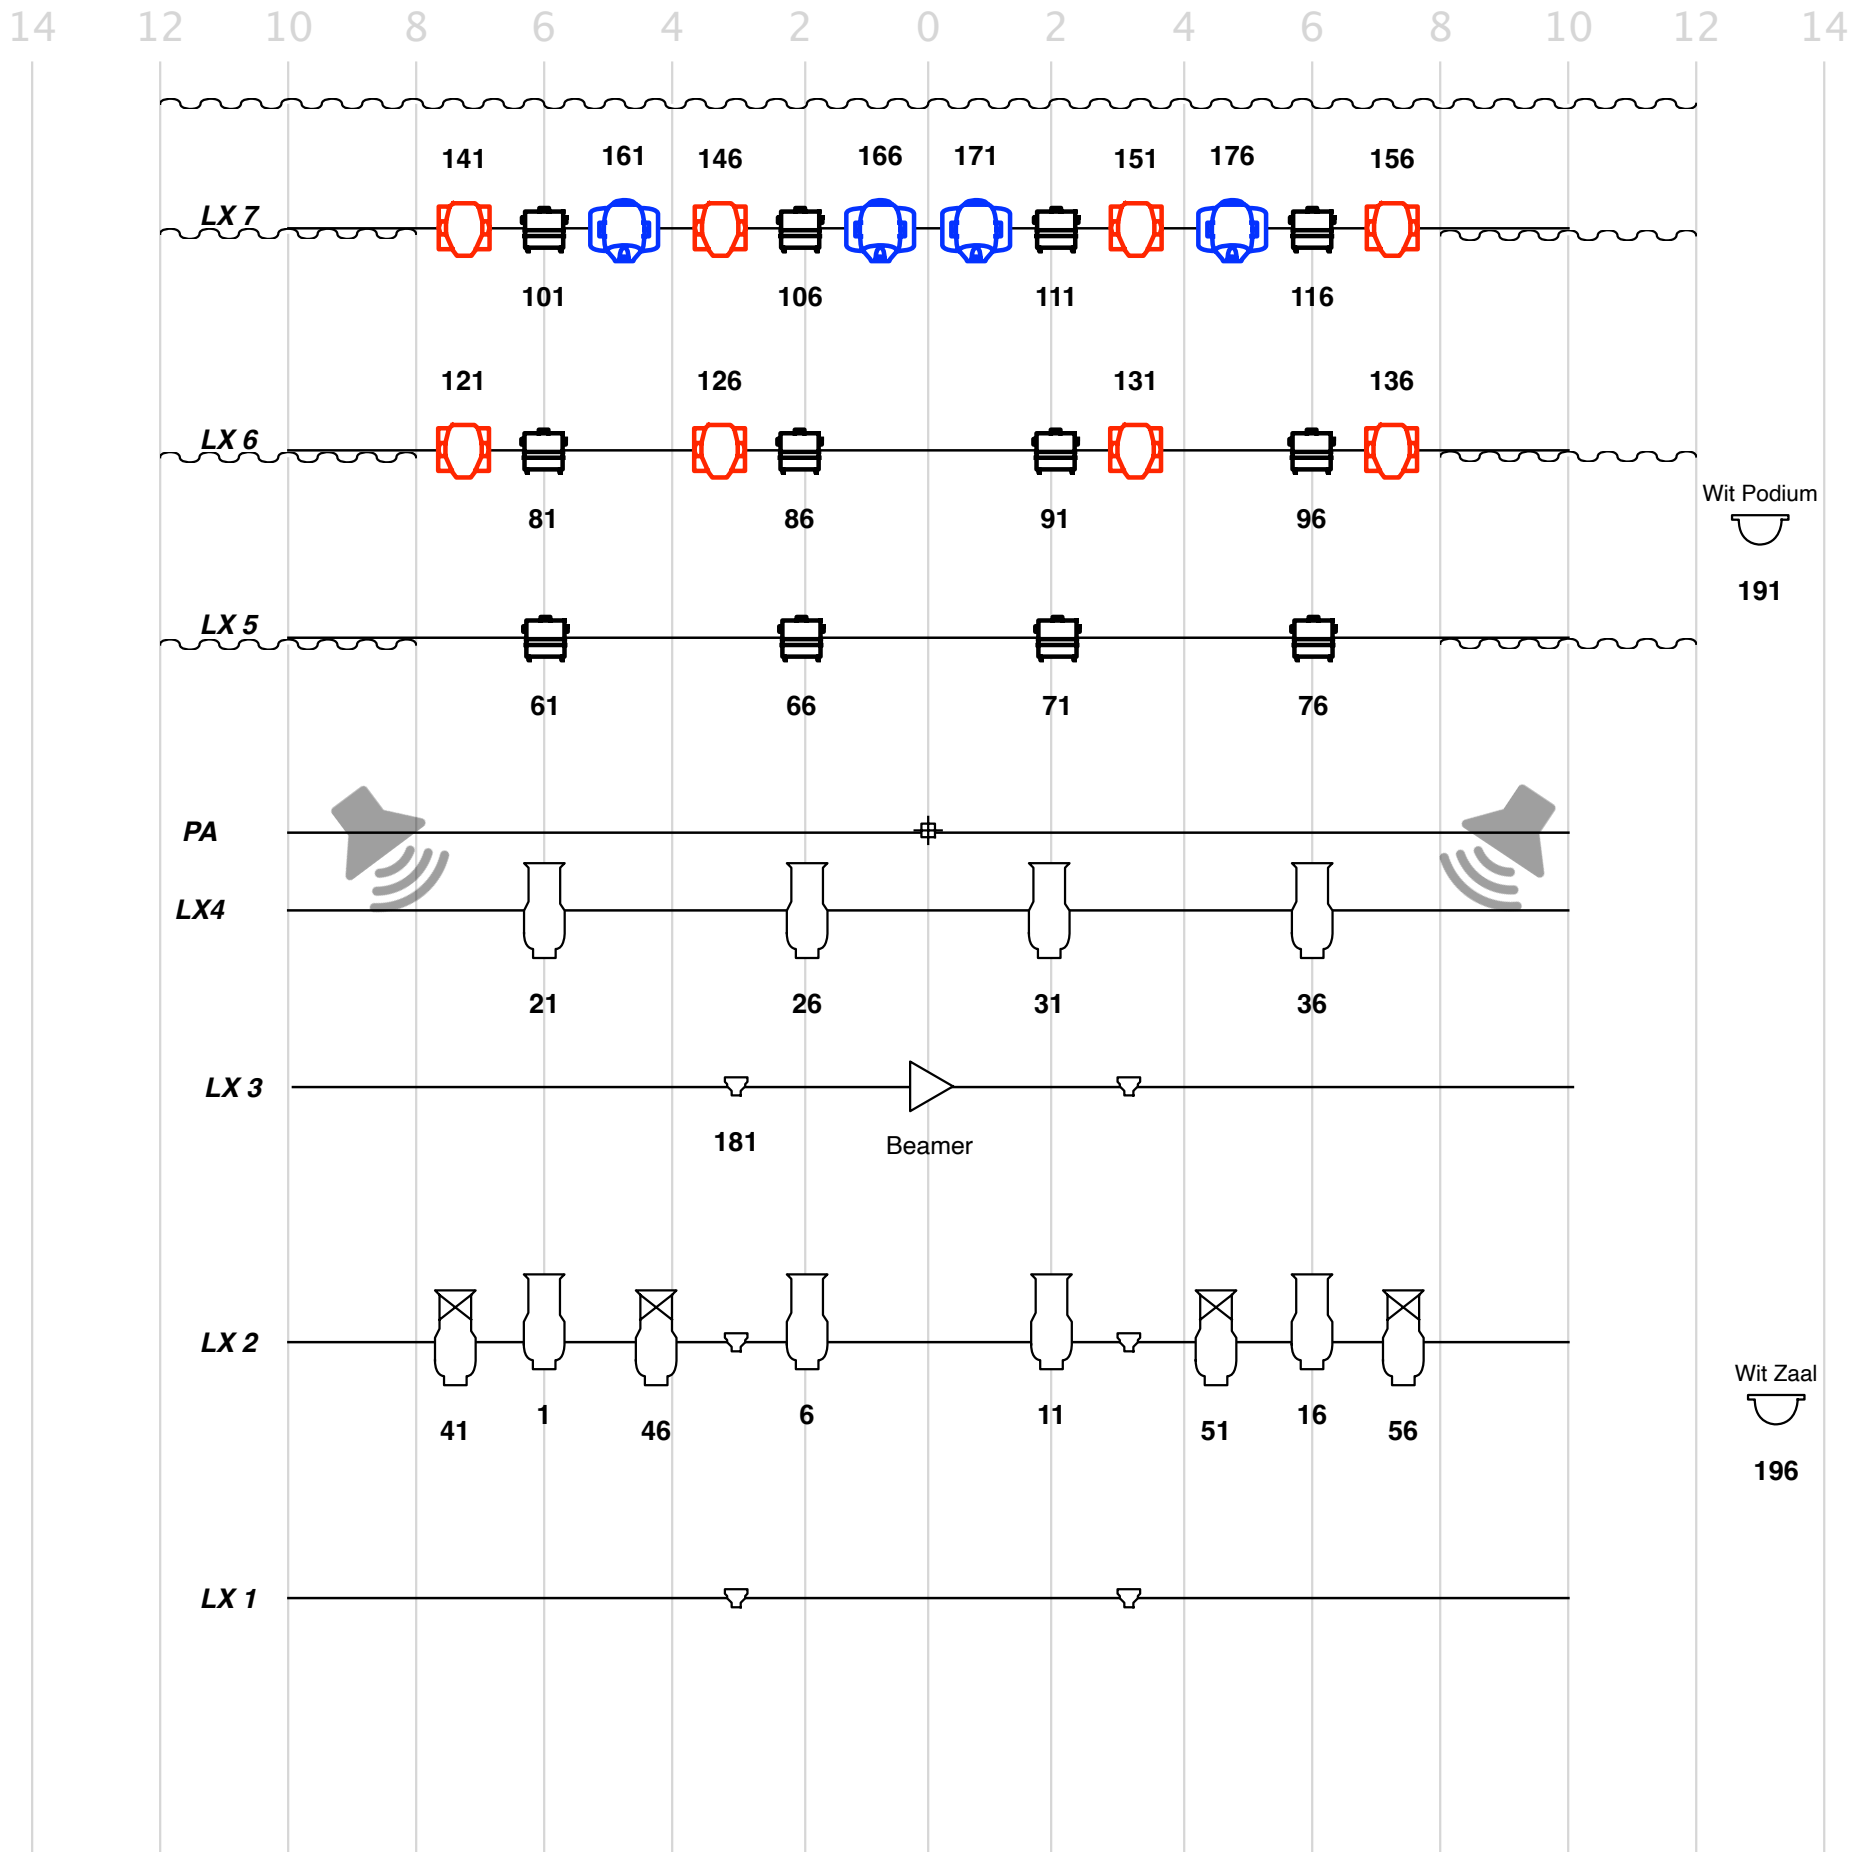 14 12 10 8 6 4 2 0 2 4 6 8 10 12 14
141 161 146 166 171 151 176 156
LX 7
101 106 111 116
121 126 131 136
LX 6
81 86 91 96
Wit Podium
191
LX 5
61 66 71 76
PA
LX4
21 26 31 36
LX 3
181 Beamer
LX 2
41 1 46 6 11 51 16 56
Wit Zaal
196
LX 1